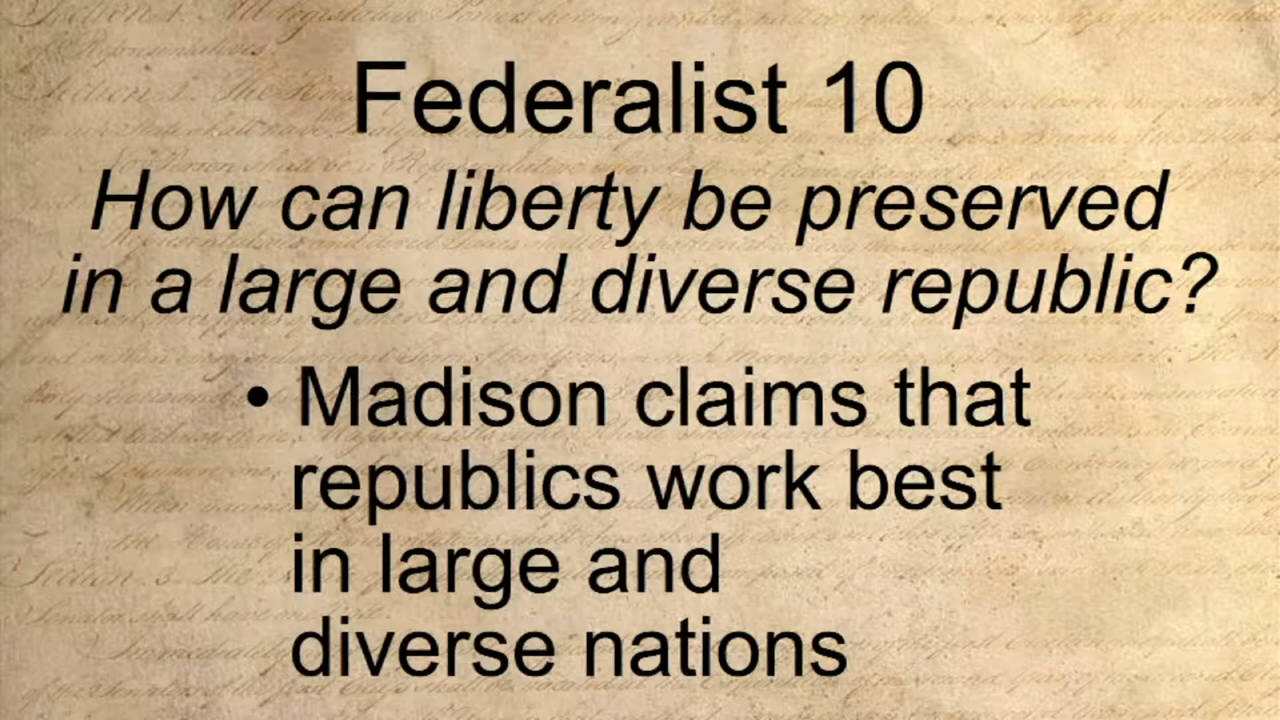 Federalist 10
How can liberty be preserved
in a large and diverse republic?
• Madison claims that
republics work best
in large and
diverse nations